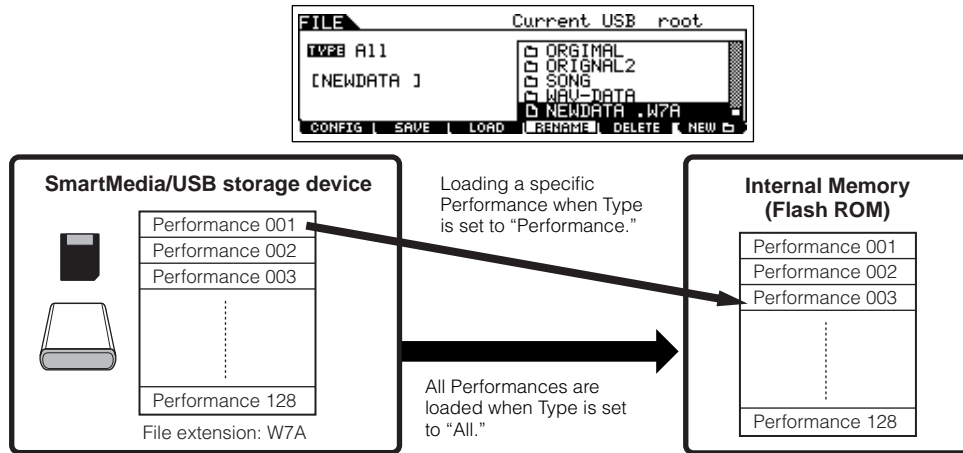 FILE Current USB root
TYPE All
[NEWDATA ]
ORGIMAL
ORIGNAL2
SONG
WAV-DATA
NEWDATA .W7A
CONFIG SAVE LOAD RENAME DELETE NEW
SmartMedia/USB storage device
Performance 001
Performance 002
Performance 003
Performance 128
File extension: W7A
Loading a specific
Performance when Type
is set to “Performance.”
All Performances are
loaded when Type is set
to “All.”
Internal Memory
(Flash ROM)
Performance 001
Performance 002
Performance 003
Performance 128